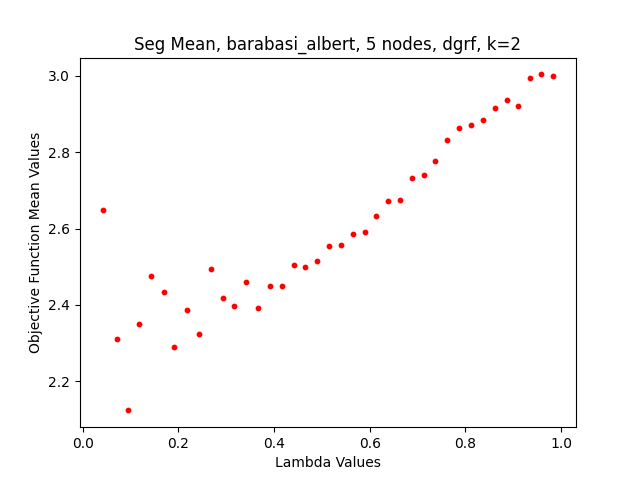 Seg Mean, barabasi_albert, 5 nodes, dgrf, k=2
Objective Function Mean Values
3.0
2.8
2.6
2.4
2.2
0.0 0.2 0.4 0.6 0.8 1.0
Lambda Values